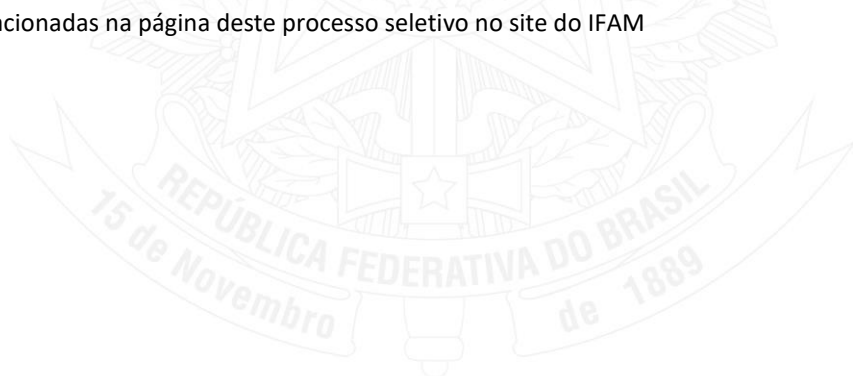 cionadas na página deste processo seletivo no site do IFAM
REPÚBLICA FEDERATIVA DO BRASIL
15 de Novembro de 1889